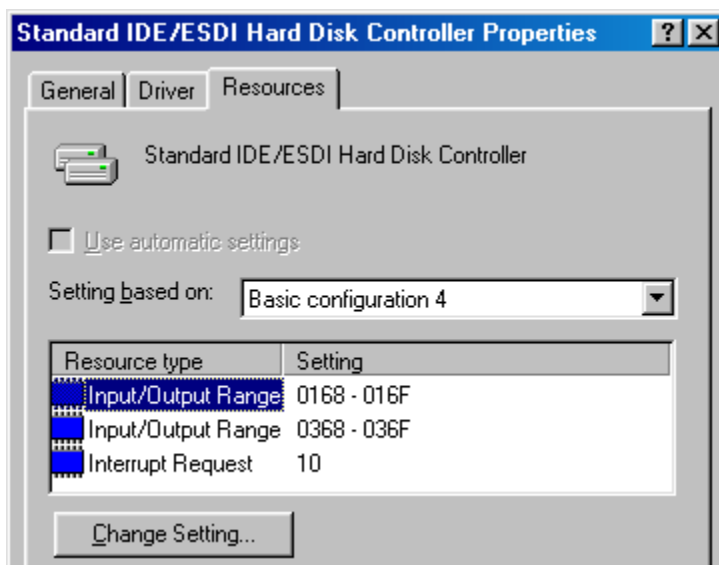 Standard IDE/ESDI Hard Disk Controller Properties
General Driver Resources
Standard IDE/ESDI Hard Disk Controller
Use automatic settings
Setting based on: Basic configuration 4
Resource type Setting
Input/Output Range 0168 - 016F
Input/Output Range 0368 - 036F
Interrupt Request 10
Change Setting...